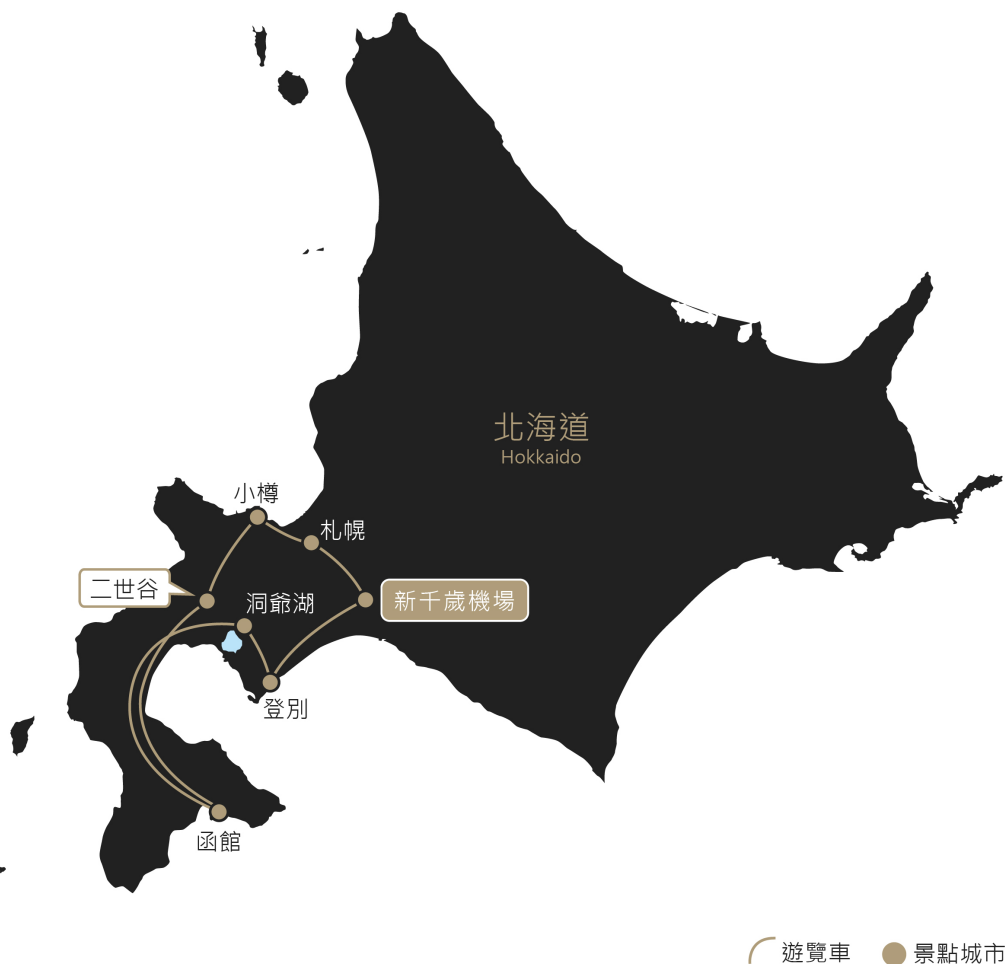 北海道
Hokkaido
小樽
札幌
二世谷
洞爺湖
新千歲機場
登別
函館
遊覽車
景點城市